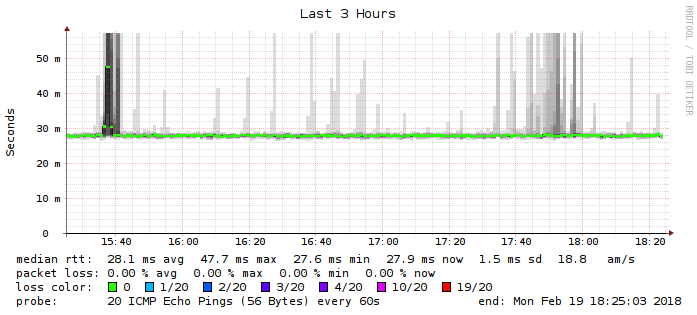 Last 3 Hours
RRDTOOL / TOBI OETIKER
Seconds
50 m
40 m
30 m
20 m
10 m
0
15:40 16:00 16:20 16:40 17:00 17:20 17:40 18:00 18:20
median rtt: 28.1 ms avg 47.7 ms max 27.6 ms min 27.9 ms now 1.5 ms sd 18.8 am/s
packet loss: 0.00 % avg 0.00 % max 0.00 % min 0.00 % now
loss color: 0 1/20 2/20 3/20 4/20 10/20 19/20
probe: 20 ICMP Echo Pings (56 Bytes) every 60s end: Mon Feb 19 18:25:03 2018